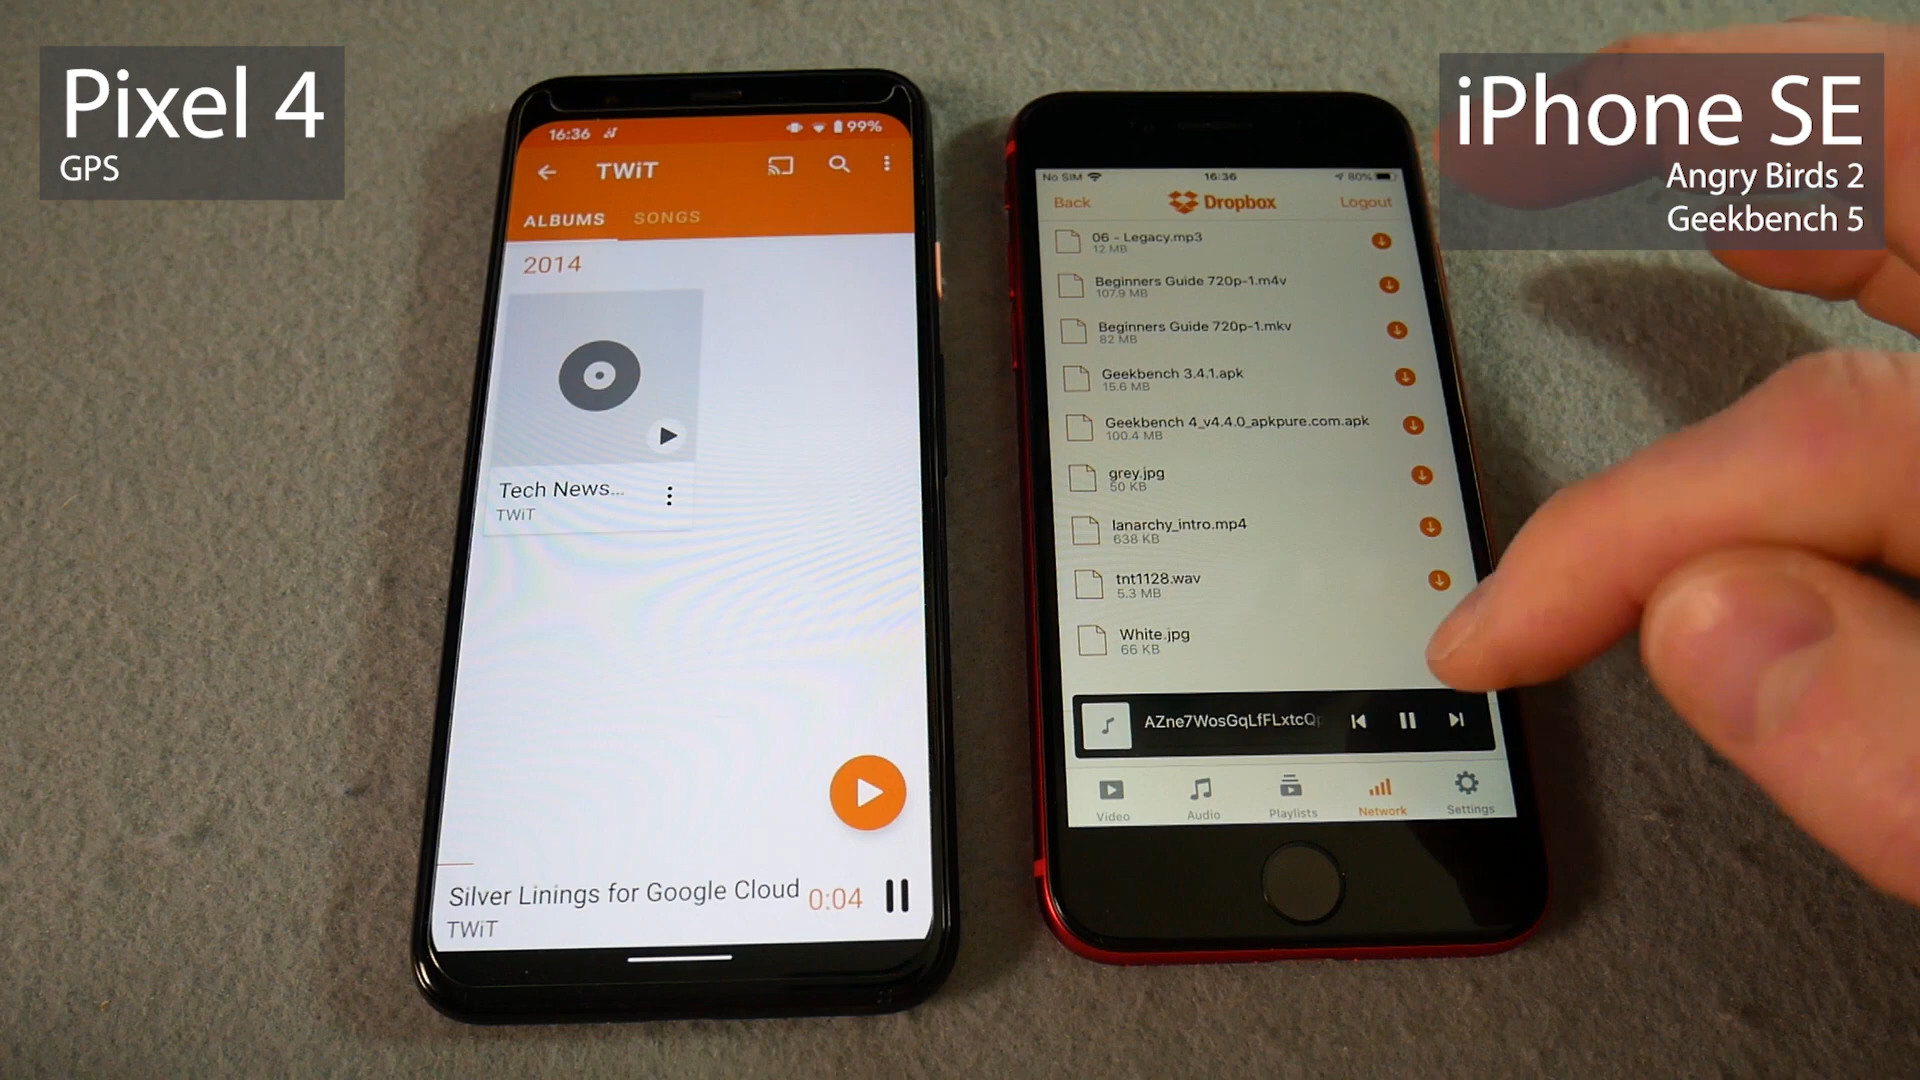 Pixel 4
GPS
iPhone SE
Angry Birds 2
Geekbench 5
16:36
99%
TWiT
ALBUMS SONGS
2014
Tech News...
TWiT
Silver Linings for Google Cloud 0:04
TWiT
No SIM 16:36 80%
Back Dropbox Logout
06 - Legacy.mp3
12 MB
Beginners Guide 720p-1.m4v
107.9 MB
Beginners Guide 720p-1.mkv
82 MB
Geekbench 3.4.1.apk
15.6 MB
Geekbench 4_v4.4.0_apkpure.com.apk
100.4 MB
grey.jpg
50 KB
lanarchy_intro.mp4
638 KB
tnt1128.wav
5.3 MB
White.jpg
66 KB
Video Audio Playlists Network Settings